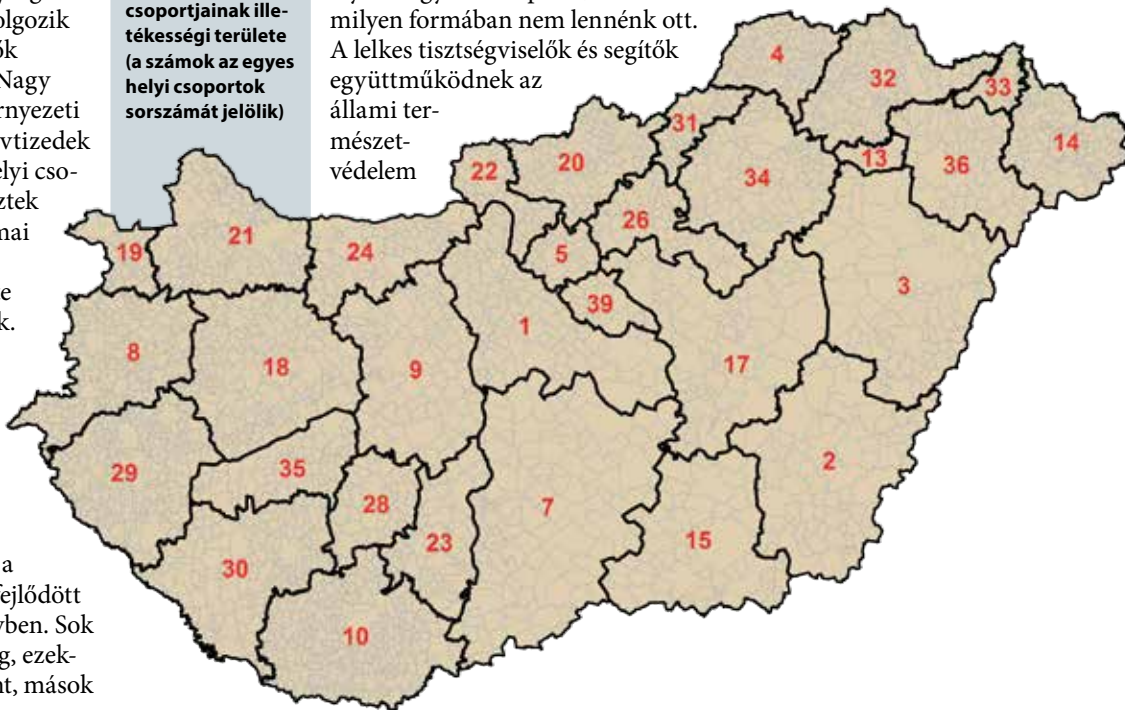 olgozik
ők
Nagy
rnyezeti
vtizedek
elyi cso-
ztek
mai
k.
a
fejlődött
yben. Sok
g, ezek-
nt, mások
csoportjainak ille-
tékességi területe
(a számok az egyes
helyi csoportok
sorszámát jelölik)
milyen formában nem lennénk ott.
A lelkes tisztségviselők és segítők
együttműködnek az
állami ter-
mészet-
védelem
4
32
33
31
14
20
22
13
36
34
26
21
19
24
5
3
39
1
8
18
9
17
29
35
2
28
7
23
15
30
10